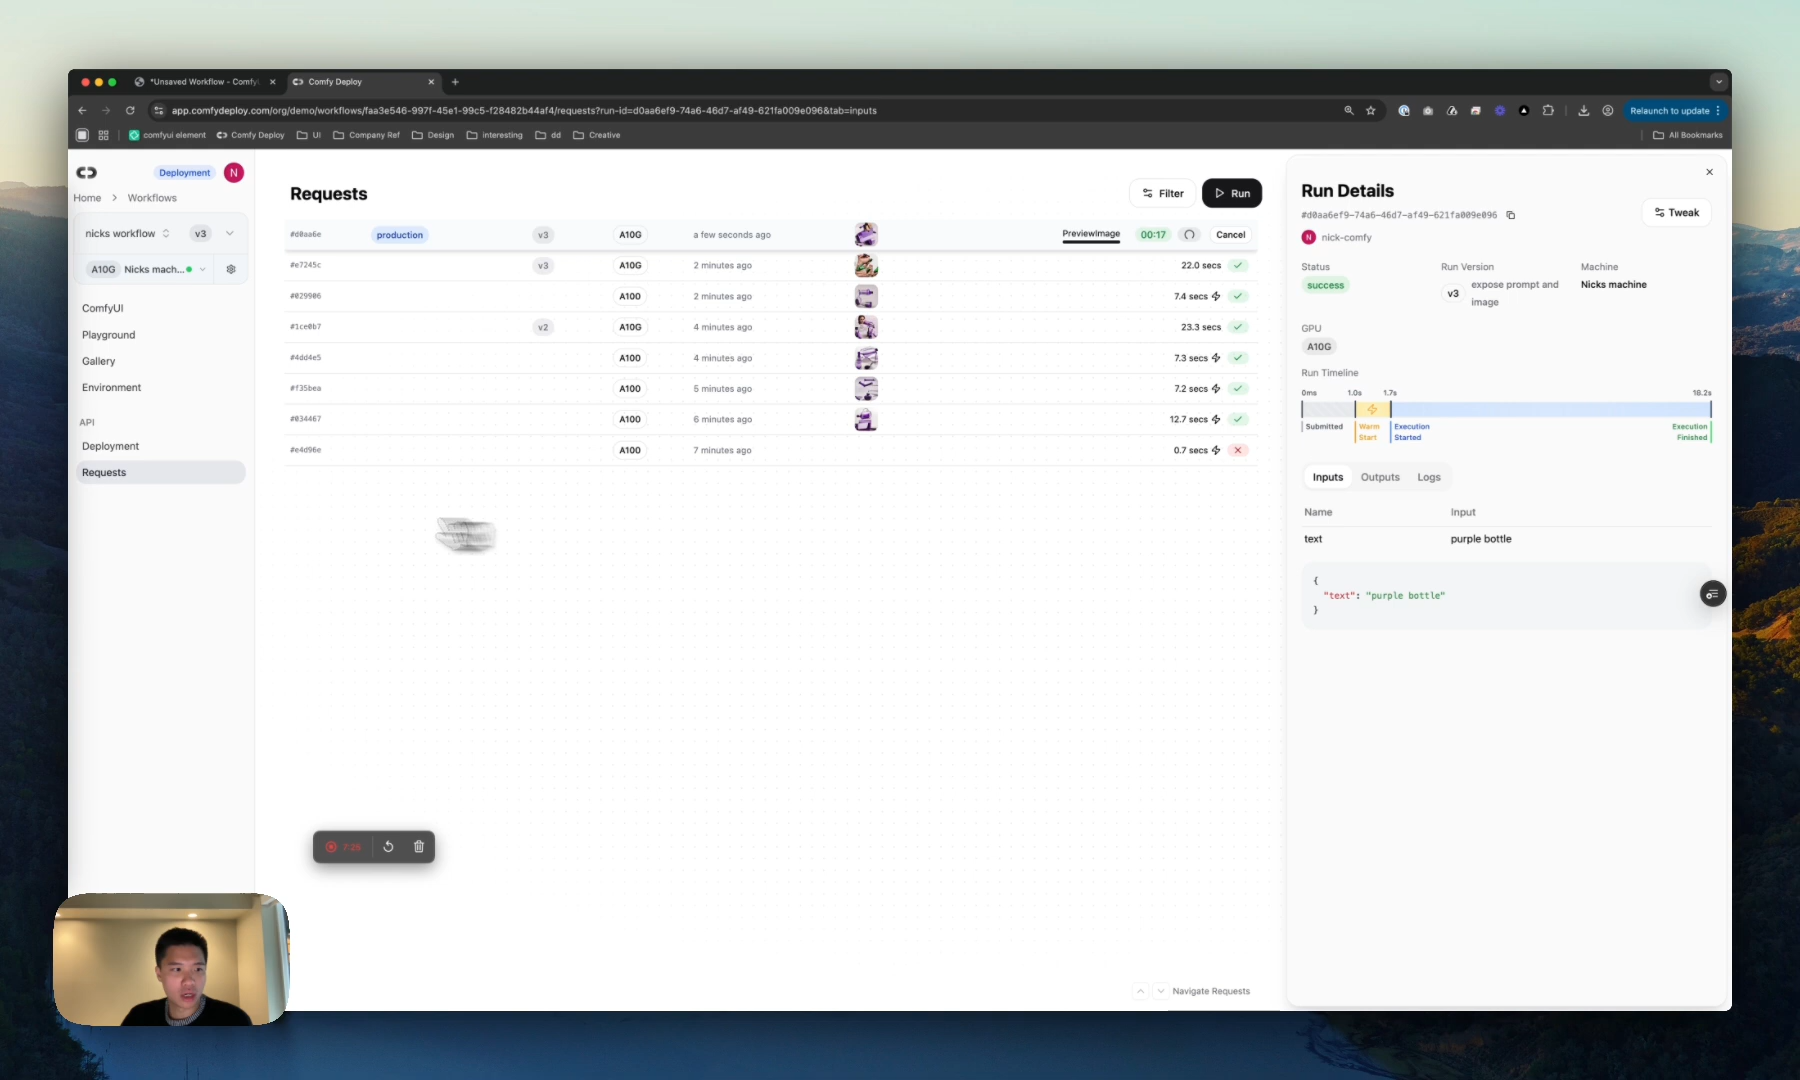 *Unsaved Workflow - Comfy
Comfy Deploy
app.comfydeploy.com/org/demo/workflows/faa3e546-997f-45e1-99c5-f28482b44af4/requests?run-id=d0aa6ef9-74a6-46d7-af49-621fa009e096&tab=inputs
Relaunch to update
comfyui element
Comfy Deploy
UI
Company Ref
Design
interesting
dd
Creative
All Bookmarks
Deployment
N
Home
Workflows
nicks workflow
v3
A10G
Nicks mach...
ComfyUI
Playground
Gallery
Environment
API
Deployment
Requests
Requests
Filter
Run
#d0aa6e production v3 A10G a few seconds ago PreviewImage 00:17 Cancel
#e7245c v3 A10G 2 minutes ago 22.0 secs
#029906 A100 2 minutes ago 7.4 secs
#1ce0b7 v2 A10G 4 minutes ago 23.3 secs
#4dd4e5 A100 4 minutes ago 7.3 secs
#f35bea A100 5 minutes ago 7.2 secs
#034467 A100 6 minutes ago 12.7 secs
#e4d96e A100 7 minutes ago 0.7 secs
7:25
Navigate Requests
Run Details
#d0aa6ef9-74a6-46d7-af49-621fa009e096
Tweak
N nick-comfy
Status
success
Run Version
v3
expose prompt and
image
Machine
Nicks machine
GPU
A10G
Run Timeline
0ms 1.0s 1.7s 18.2s
Submitted
Warm
Start
Execution
Started
Execution
Finished
Inputs Outputs Logs
Name Input
text purple bottle
{
"text": "purple bottle"
}